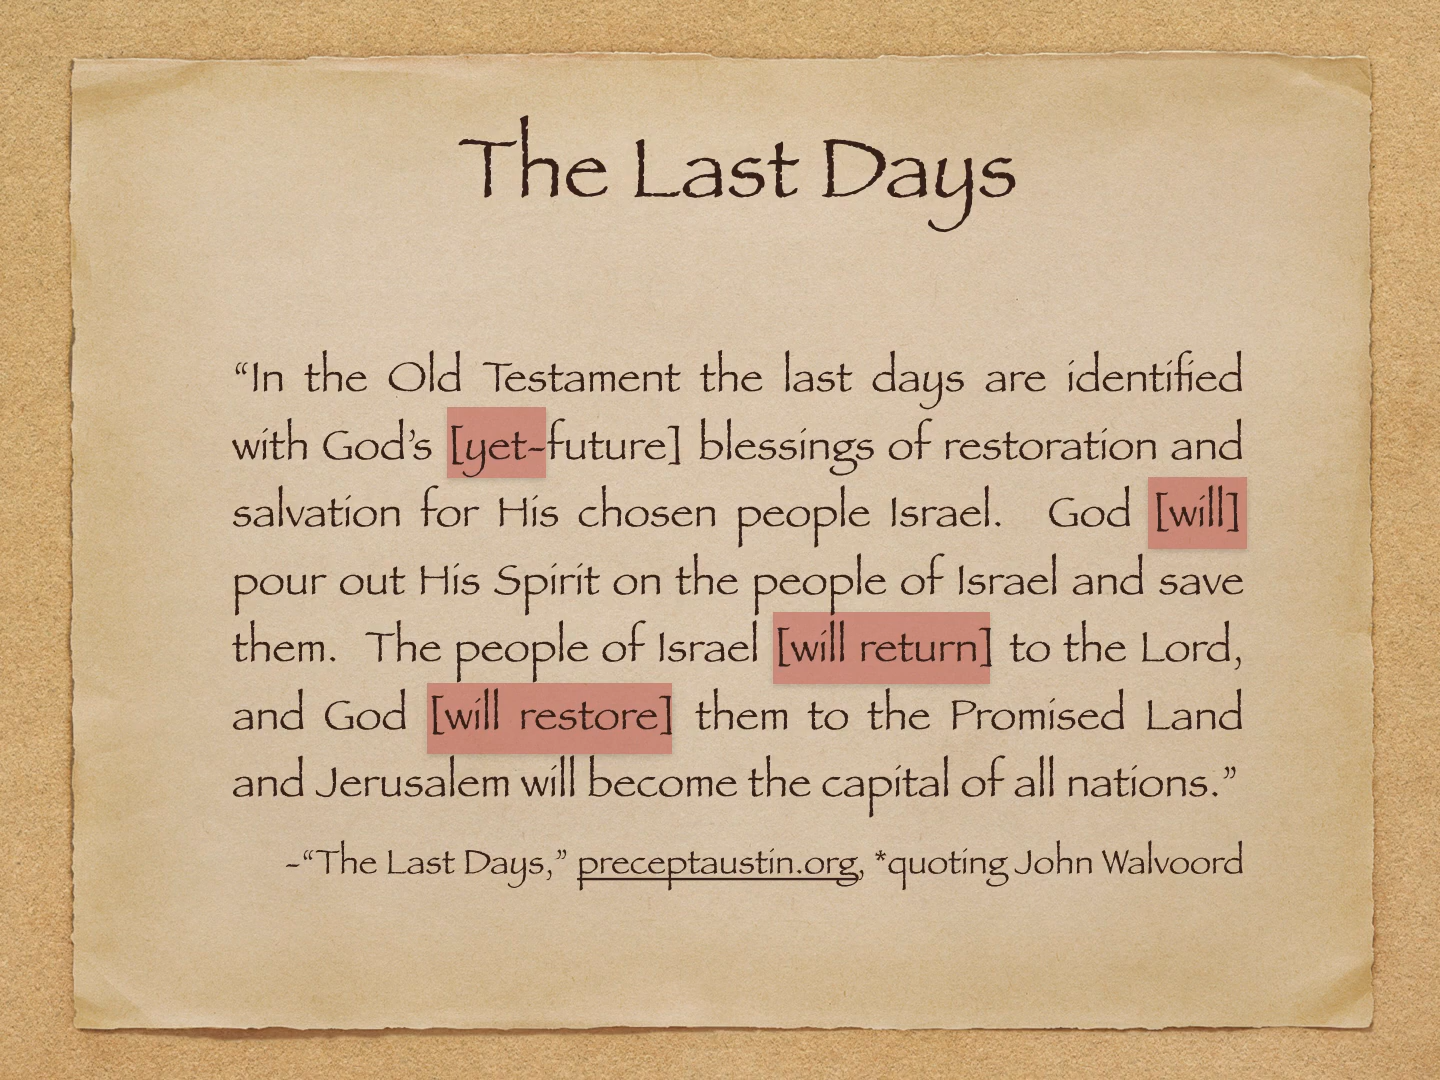 The Last Days
“In the Old Testament the last days are identified
with God’s [yet-future] blessings of restoration and
salvation for His chosen people Israel. God [will]
pour out His Spirit on the people of Israel and save
them. The people of Israel [will return] to the Lord,
and God [will restore] them to the Promised Land
and Jerusalem will become the capital of all nations.”
-“The Last Days,” preceptaustin.org, *quoting John Walvoord